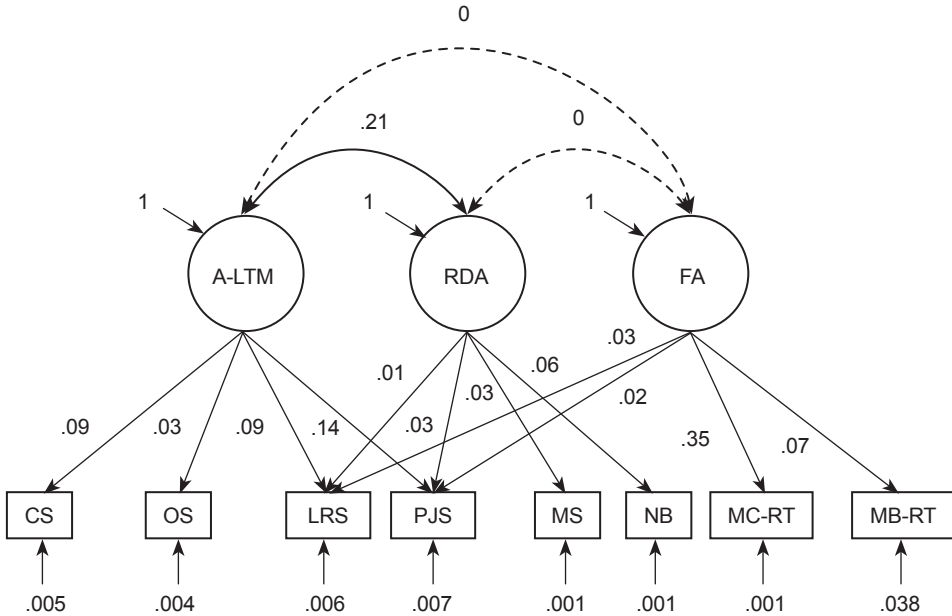 0
.21
0
1
1
1
A-LTM
RDA
FA
.03
.01
.03
.06
.09
.03
.09
.14
.03
.02
.35
.07
CS
OS
LRS
PJS
MS
NB
MC-RT
MB-RT
.005
.004
.006
.007
.001
.001
.001
.038